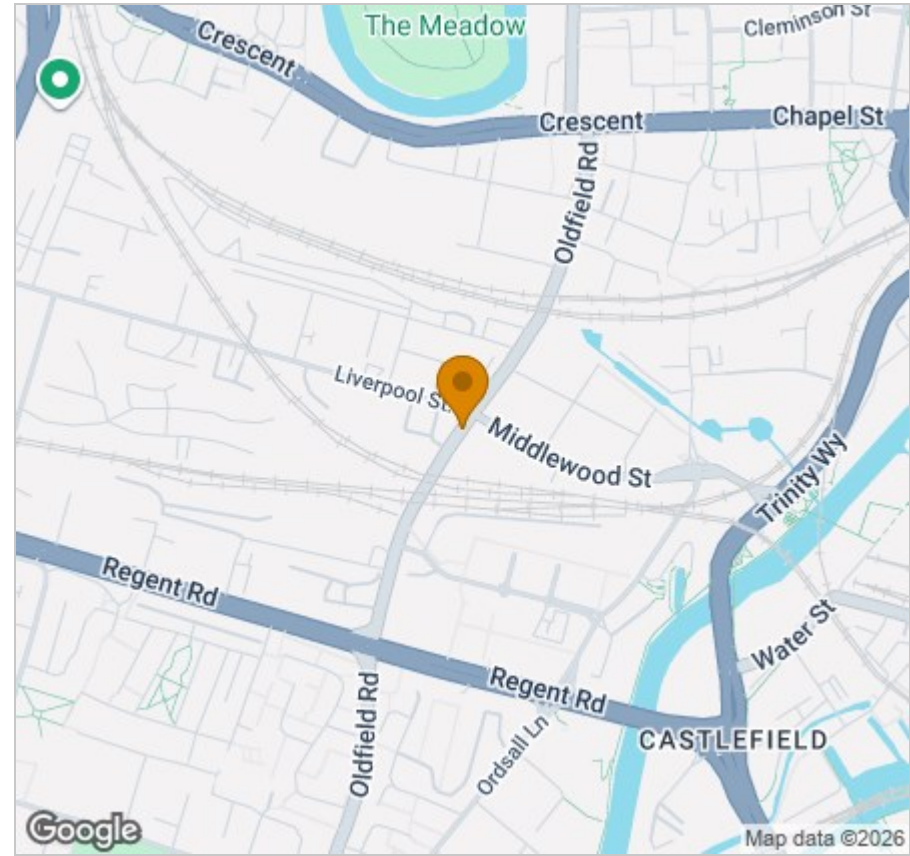 The Meadow
Cleminson St
Crescent
Crescent
Chapel St
Oldfield Rd
Liverpool St
Middlewood St
Trinity Wy
Regent Rd
Water St
Regent Rd
Oldfield Rd
Ordsall Ln
CASTLEFIELD
Google
Map data ©2026